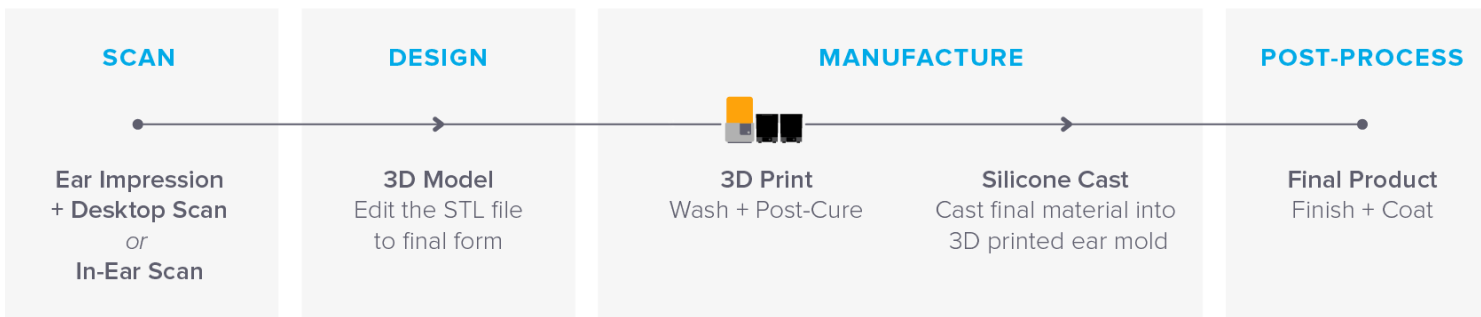 SCAN
Ear Impression
+ Desktop Scan
or
In-Ear Scan
DESIGN
3D Model
Edit the STL file
to final form
MANUFACTURE
3D Print
Wash + Post-Cure
Silicone Cast
Cast final material into
3D printed ear mold
POST-PROCESS
Final Product
Finish + Coat